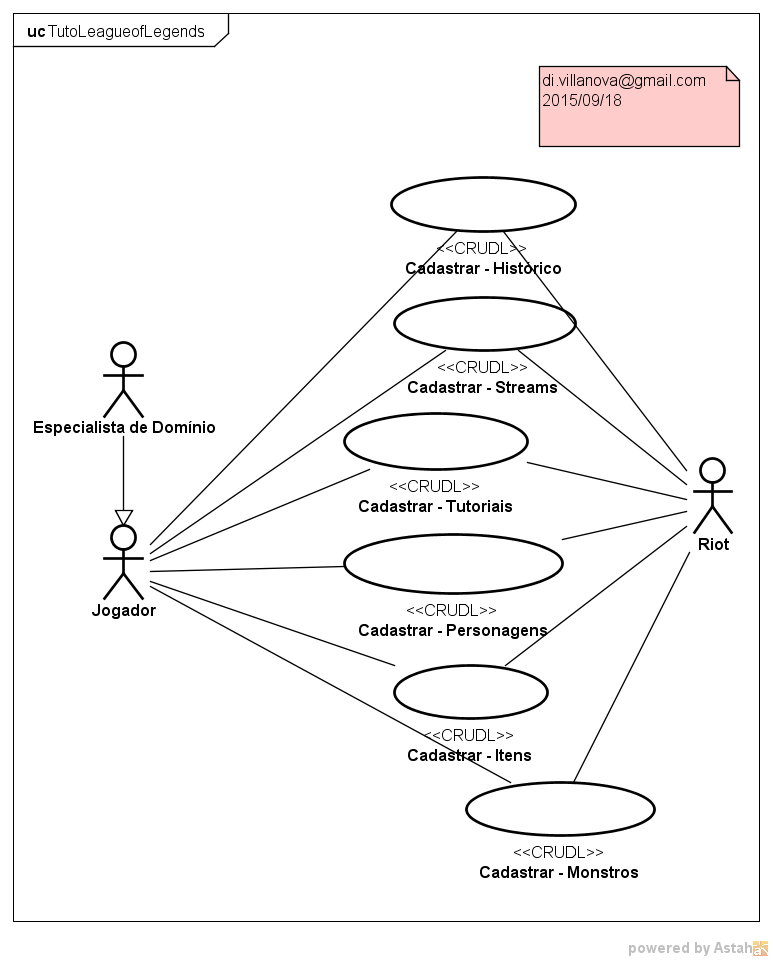 uc TutoLeagueofLegends
di.villanova@gmail.com
2015/09/18
<<CRUDL>>
Cadastrar - Histórico
<<CRUDL>>
Cadastrar - Streams
Especialista de Domínio
<<CRUDL>>
Cadastrar - Tutoriais
Riot
Jogador
<<CRUDL>>
Cadastrar - Personagens
<<CRUDL>>
Cadastrar - Itens
<<CRUDL>>
Cadastrar - Monstros
powered by Astah